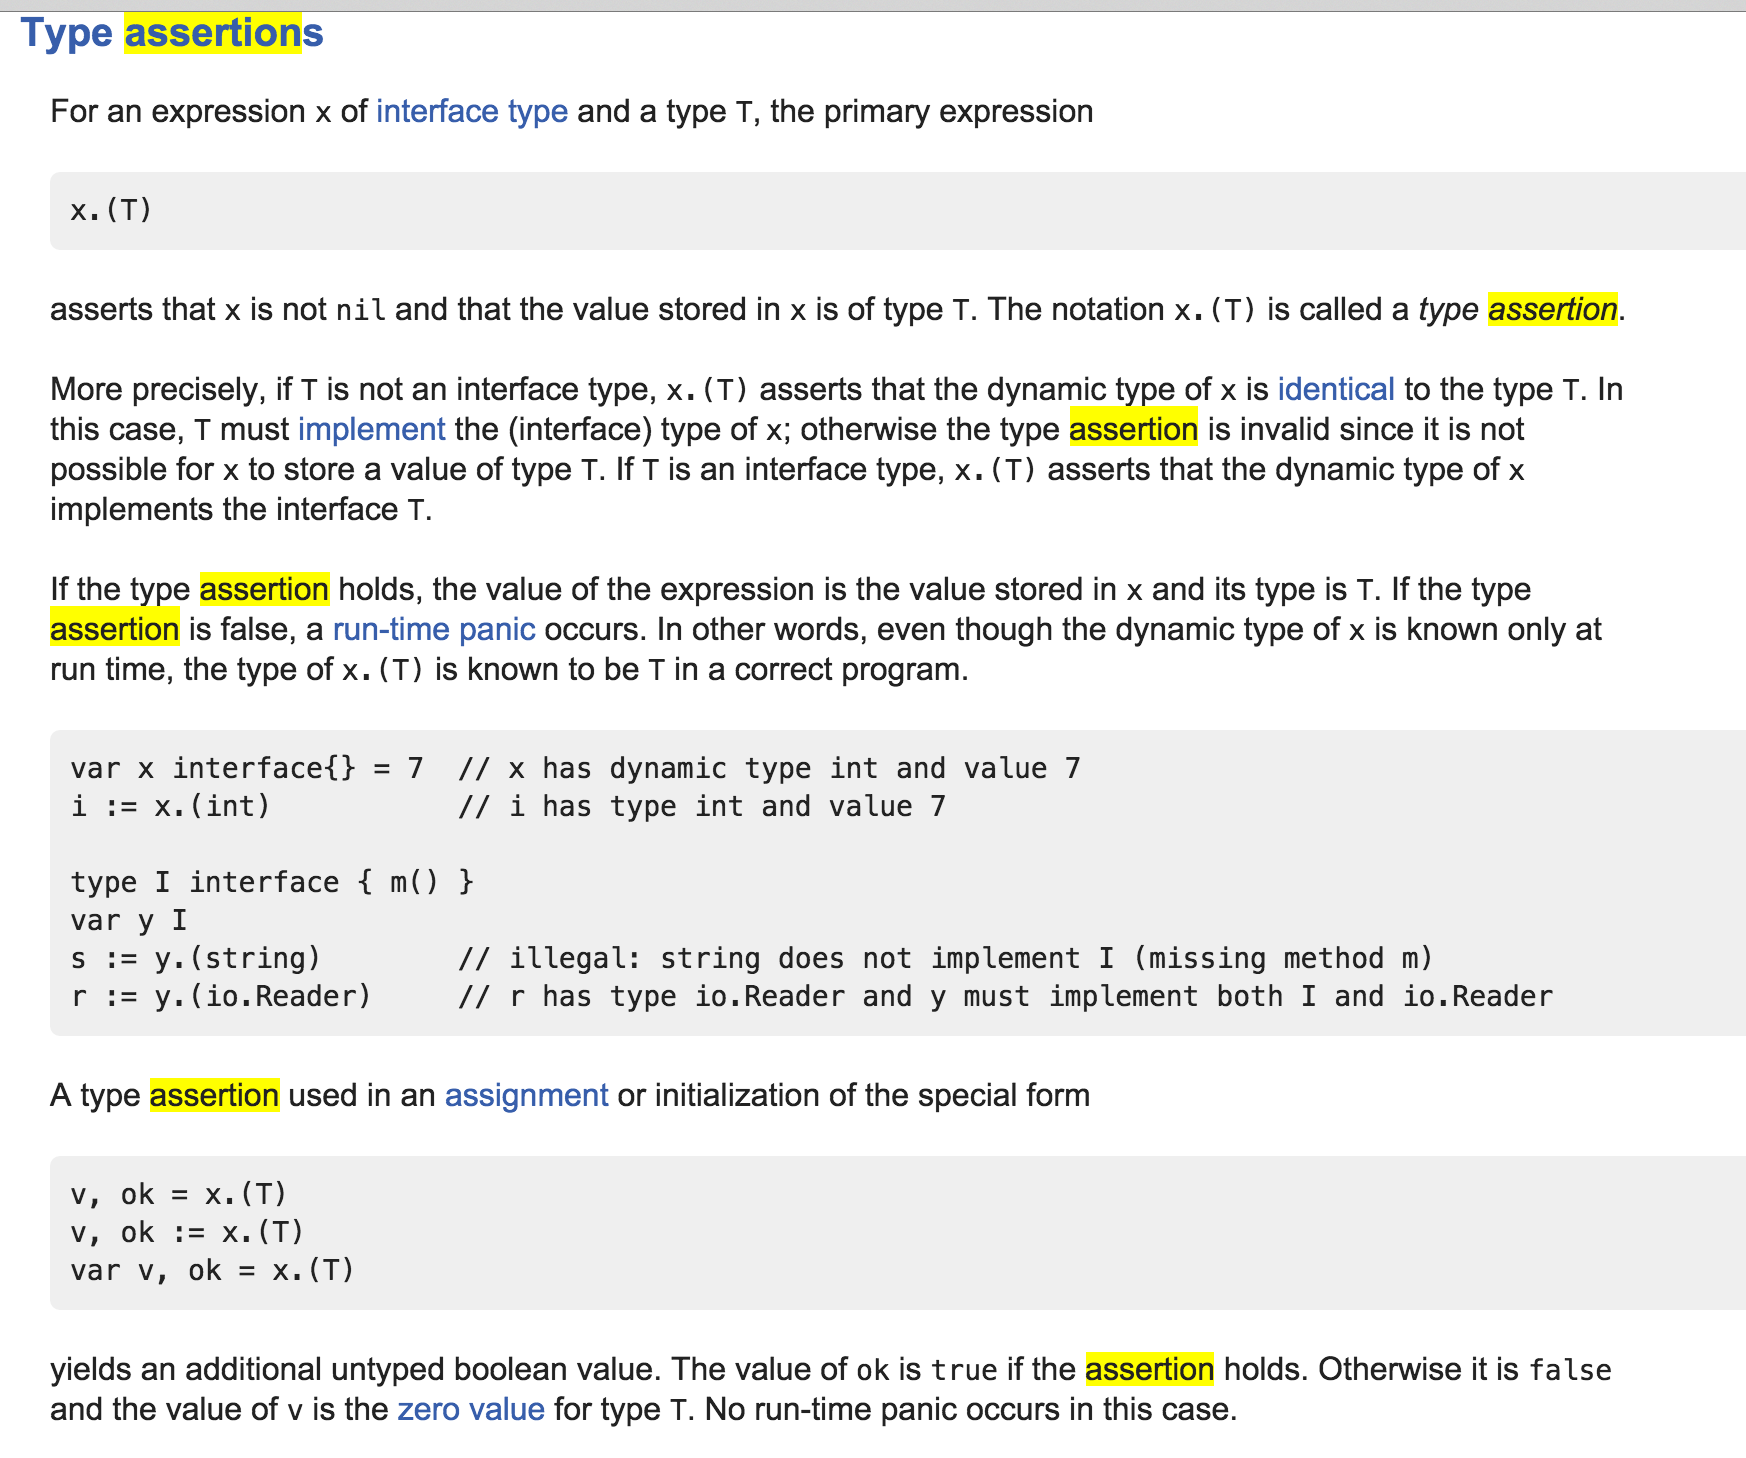 Type assertions
For an expression x of interface type and a type T, the primary expression
x.(T)
asserts that x is not nil and that the value stored in x is of type T. The notation x.(T) is called a type assertion.
More precisely, if T is not an interface type, x.(T) asserts that the dynamic type of x is identical to the type T. In
this case, T must implement the (interface) type of x; otherwise the type assertion is invalid since it is not
possible for x to store a value of type T. If T is an interface type, x.(T) asserts that the dynamic type of x
implements the interface T.
If the type assertion holds, the value of the expression is the value stored in x and its type is T. If the type
assertion is false, a run-time panic occurs. In other words, even though the dynamic type of x is known only at
run time, the type of x.(T) is known to be T in a correct program.
var x interface{} = 7  // x has dynamic type int and value 7
i := x.(int)           // i has type int and value 7
type I interface { m() }
var y I
s := y.(string)        // illegal: string does not implement I (missing method m)
r := y.(io.Reader)     // r has type io.Reader and y must implement both I and io.Reader
A type assertion used in an assignment or initialization of the special form
v, ok = x.(T)
v, ok := x.(T)
var v, ok = x.(T)
yields an additional untyped boolean value. The value of ok is true if the assertion holds. Otherwise it is false
and the value of v is the zero value for type T. No run-time panic occurs in this case.